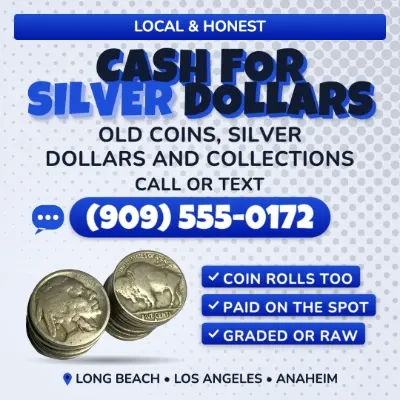 LOCAL & HONEST
CASH FOR
SILVER DOLLARS
OLD COINS, SILVER
DOLLARS AND COLLECTIONS
CALL OR TEXT
(909) 555-0172
COIN ROLLS TOO
PAID ON THE SPOT
GRADED OR RAW
LONG BEACH • LOS ANGELES • ANAHEIM